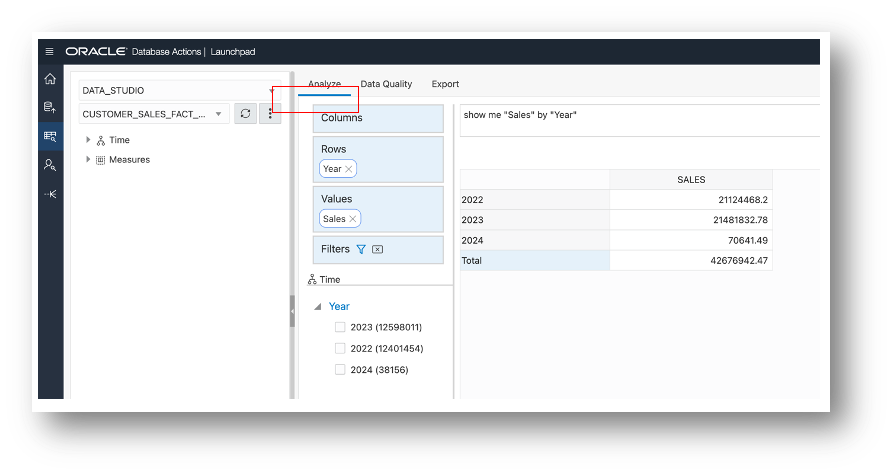 ORACLE Database Actions | Launchpad
DATA_STUDIO
CUSTOMER_SALES_FACT_...
Time
Measures
Analyze Data Quality Export
Columns
Rows
Year
Values
Sales
Filters
Time
Year
2023 (12598011)
2022 (12401454)
2024 (38156)
show me "Sales" by "Year"
SALES
2022 21124468.2
2023 21481832.78
2024 70641.49
Total 42676942.47